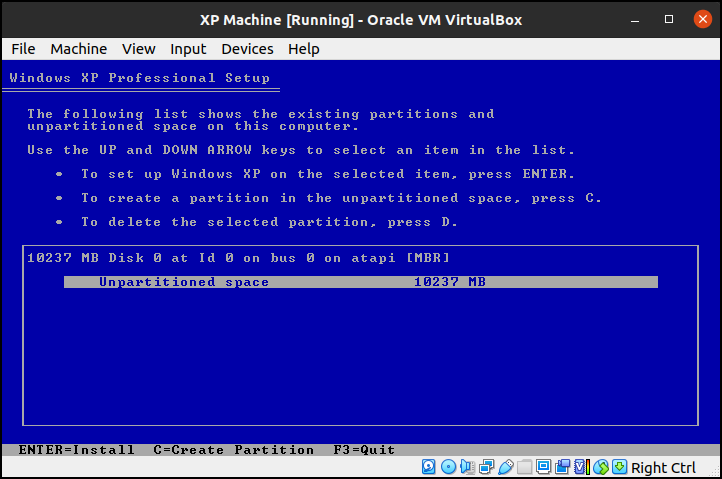 XP Machine [Running] - Oracle VM VirtualBox
File Machine View Input Devices Help
Windows XP Professional Setup
The following list shows the existing partitions and
unpartitioned space on this computer.
Use the UP and DOWN ARROW keys to select an item in the list.
• To set up Windows XP on the selected item, press ENTER.
• To create a partition in the unpartitioned space, press C.
• To delete the selected partition, press D.
10237 MB Disk 0 at Id 0 on bus 0 on atapi [MBR]
Unpartitioned space 10237 MB
ENTER=Install C=Create Partition F3=Quit
Right Ctrl